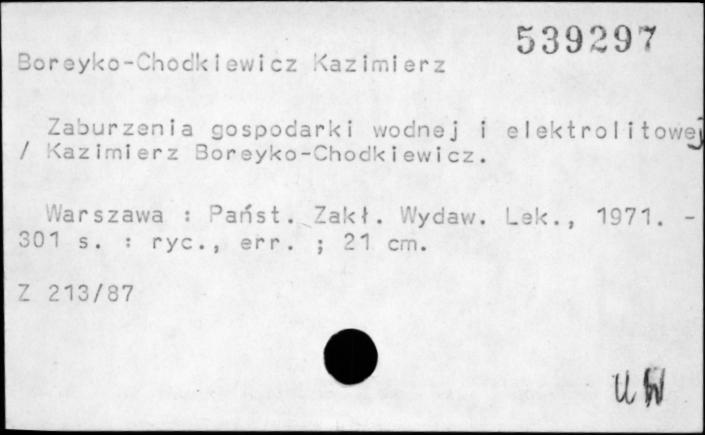 539297
Boreyko-Chodkiewicz Kazimierz
Zaburzenia gospodarki wodnej i elektrolitowej
/ Kazimierz Boreyko-Chodkiewicz.
Warszawa : Państ. Zakł. Wydaw. Lek., 1971. -
301 s. : ryc., err. ; 21 cm.
Z 213/87
UW